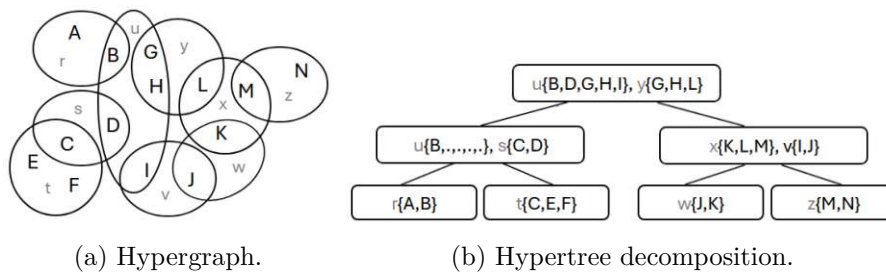 A
u
B
G
y
r
H
L
M
N
x
z
s
D
K
C
E
I
J
w
t
F
v
u{B,D,G,H,I}, y{G,H,L}
u{B,.,.,.,.}, s{C,D}
x{K,L,M}, v{I,J}
r{A,B}
t{C,E,F}
w{J,K}
z{M,N}
(a) Hypergraph.
(b) Hypertree decomposition.